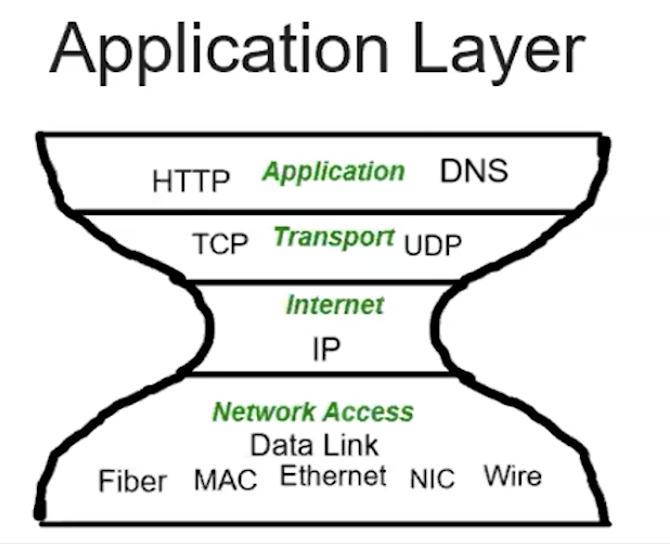 Application Layer
HTTP Application DNS
TCP Transport UDP
Internet
IP
Network Access
Data Link
Fiber MAC Ethernet NIC Wire